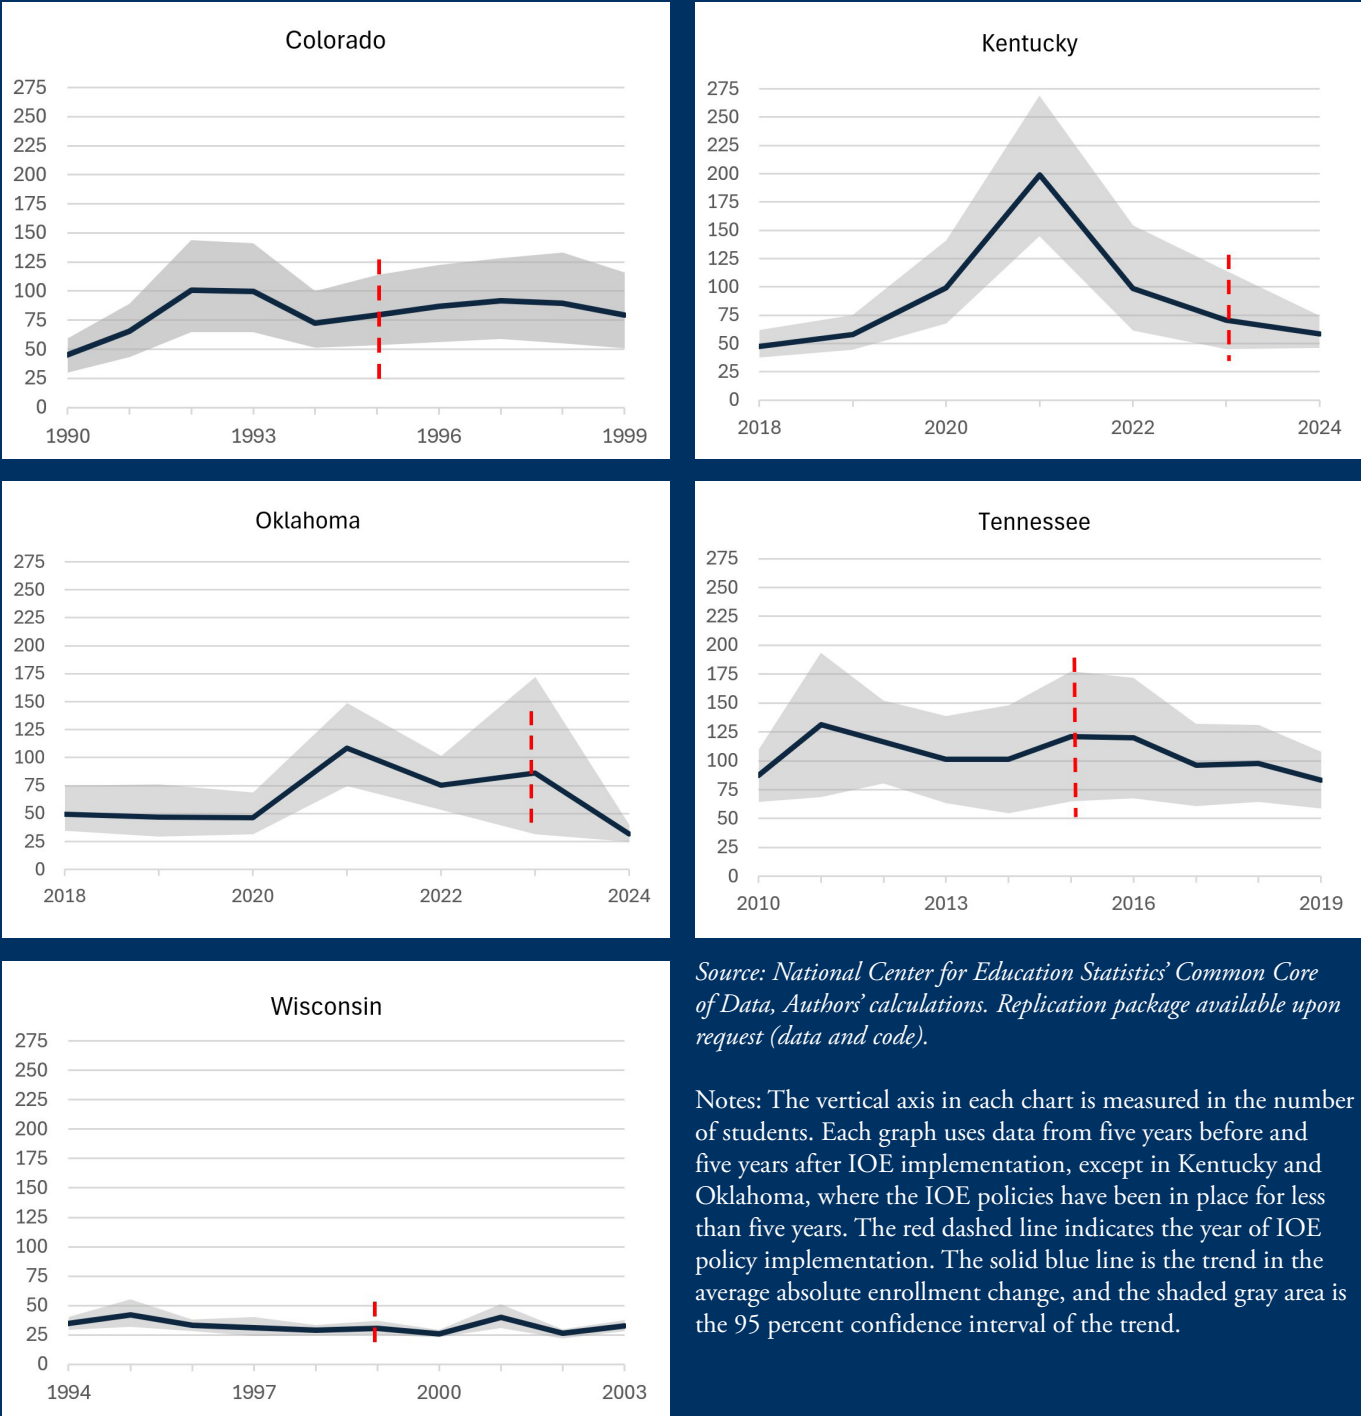 Colorado
275
250
225
200
175
150
125
100
75
50
25
0
1990 1993 1996 1999
Kentucky
275
250
225
200
175
150
125
100
75
50
25
0
2018 2020 2022 2024
Oklahoma
275
250
225
200
175
150
125
100
75
50
25
0
2018 2020 2022 2024
Tennessee
275
250
225
200
175
150
125
100
75
50
25
0
2010 2013 2016 2019
Wisconsin
275
250
225
200
175
150
125
100
75
50
25
0
1994 1997 2000 2003
Source: National Center for Education Statistics’ Common Core
of Data, Authors’ calculations. Replication package available upon
request (data and code).
Notes: The vertical axis in each chart is measured in the number
of students. Each graph uses data from five years before and
five years after IOE implementation, except in Kentucky and
Oklahoma, where the IOE policies have been in place for less
than five years. The red dashed line indicates the year of IOE
policy implementation. The solid blue line is the trend in the
average absolute enrollment change, and the shaded gray area is
the 95 percent confidence interval of the trend.